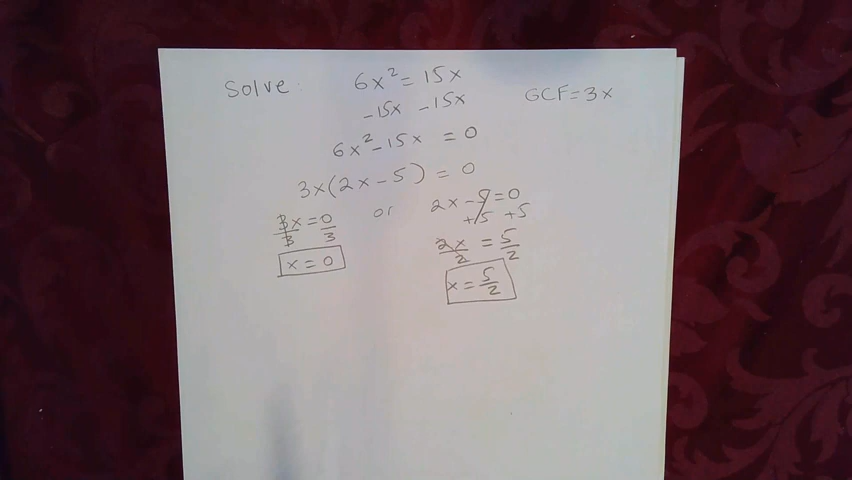 Solve: 6x² = 15x
-15x -15x
GCF = 3x
6x² - 15x = 0
3x(2x - 5) = 0
3x = 0 or 2x - 5 = 0
+5 +5
3 3
2x = 5
2 2
x = 0
x = 5/2